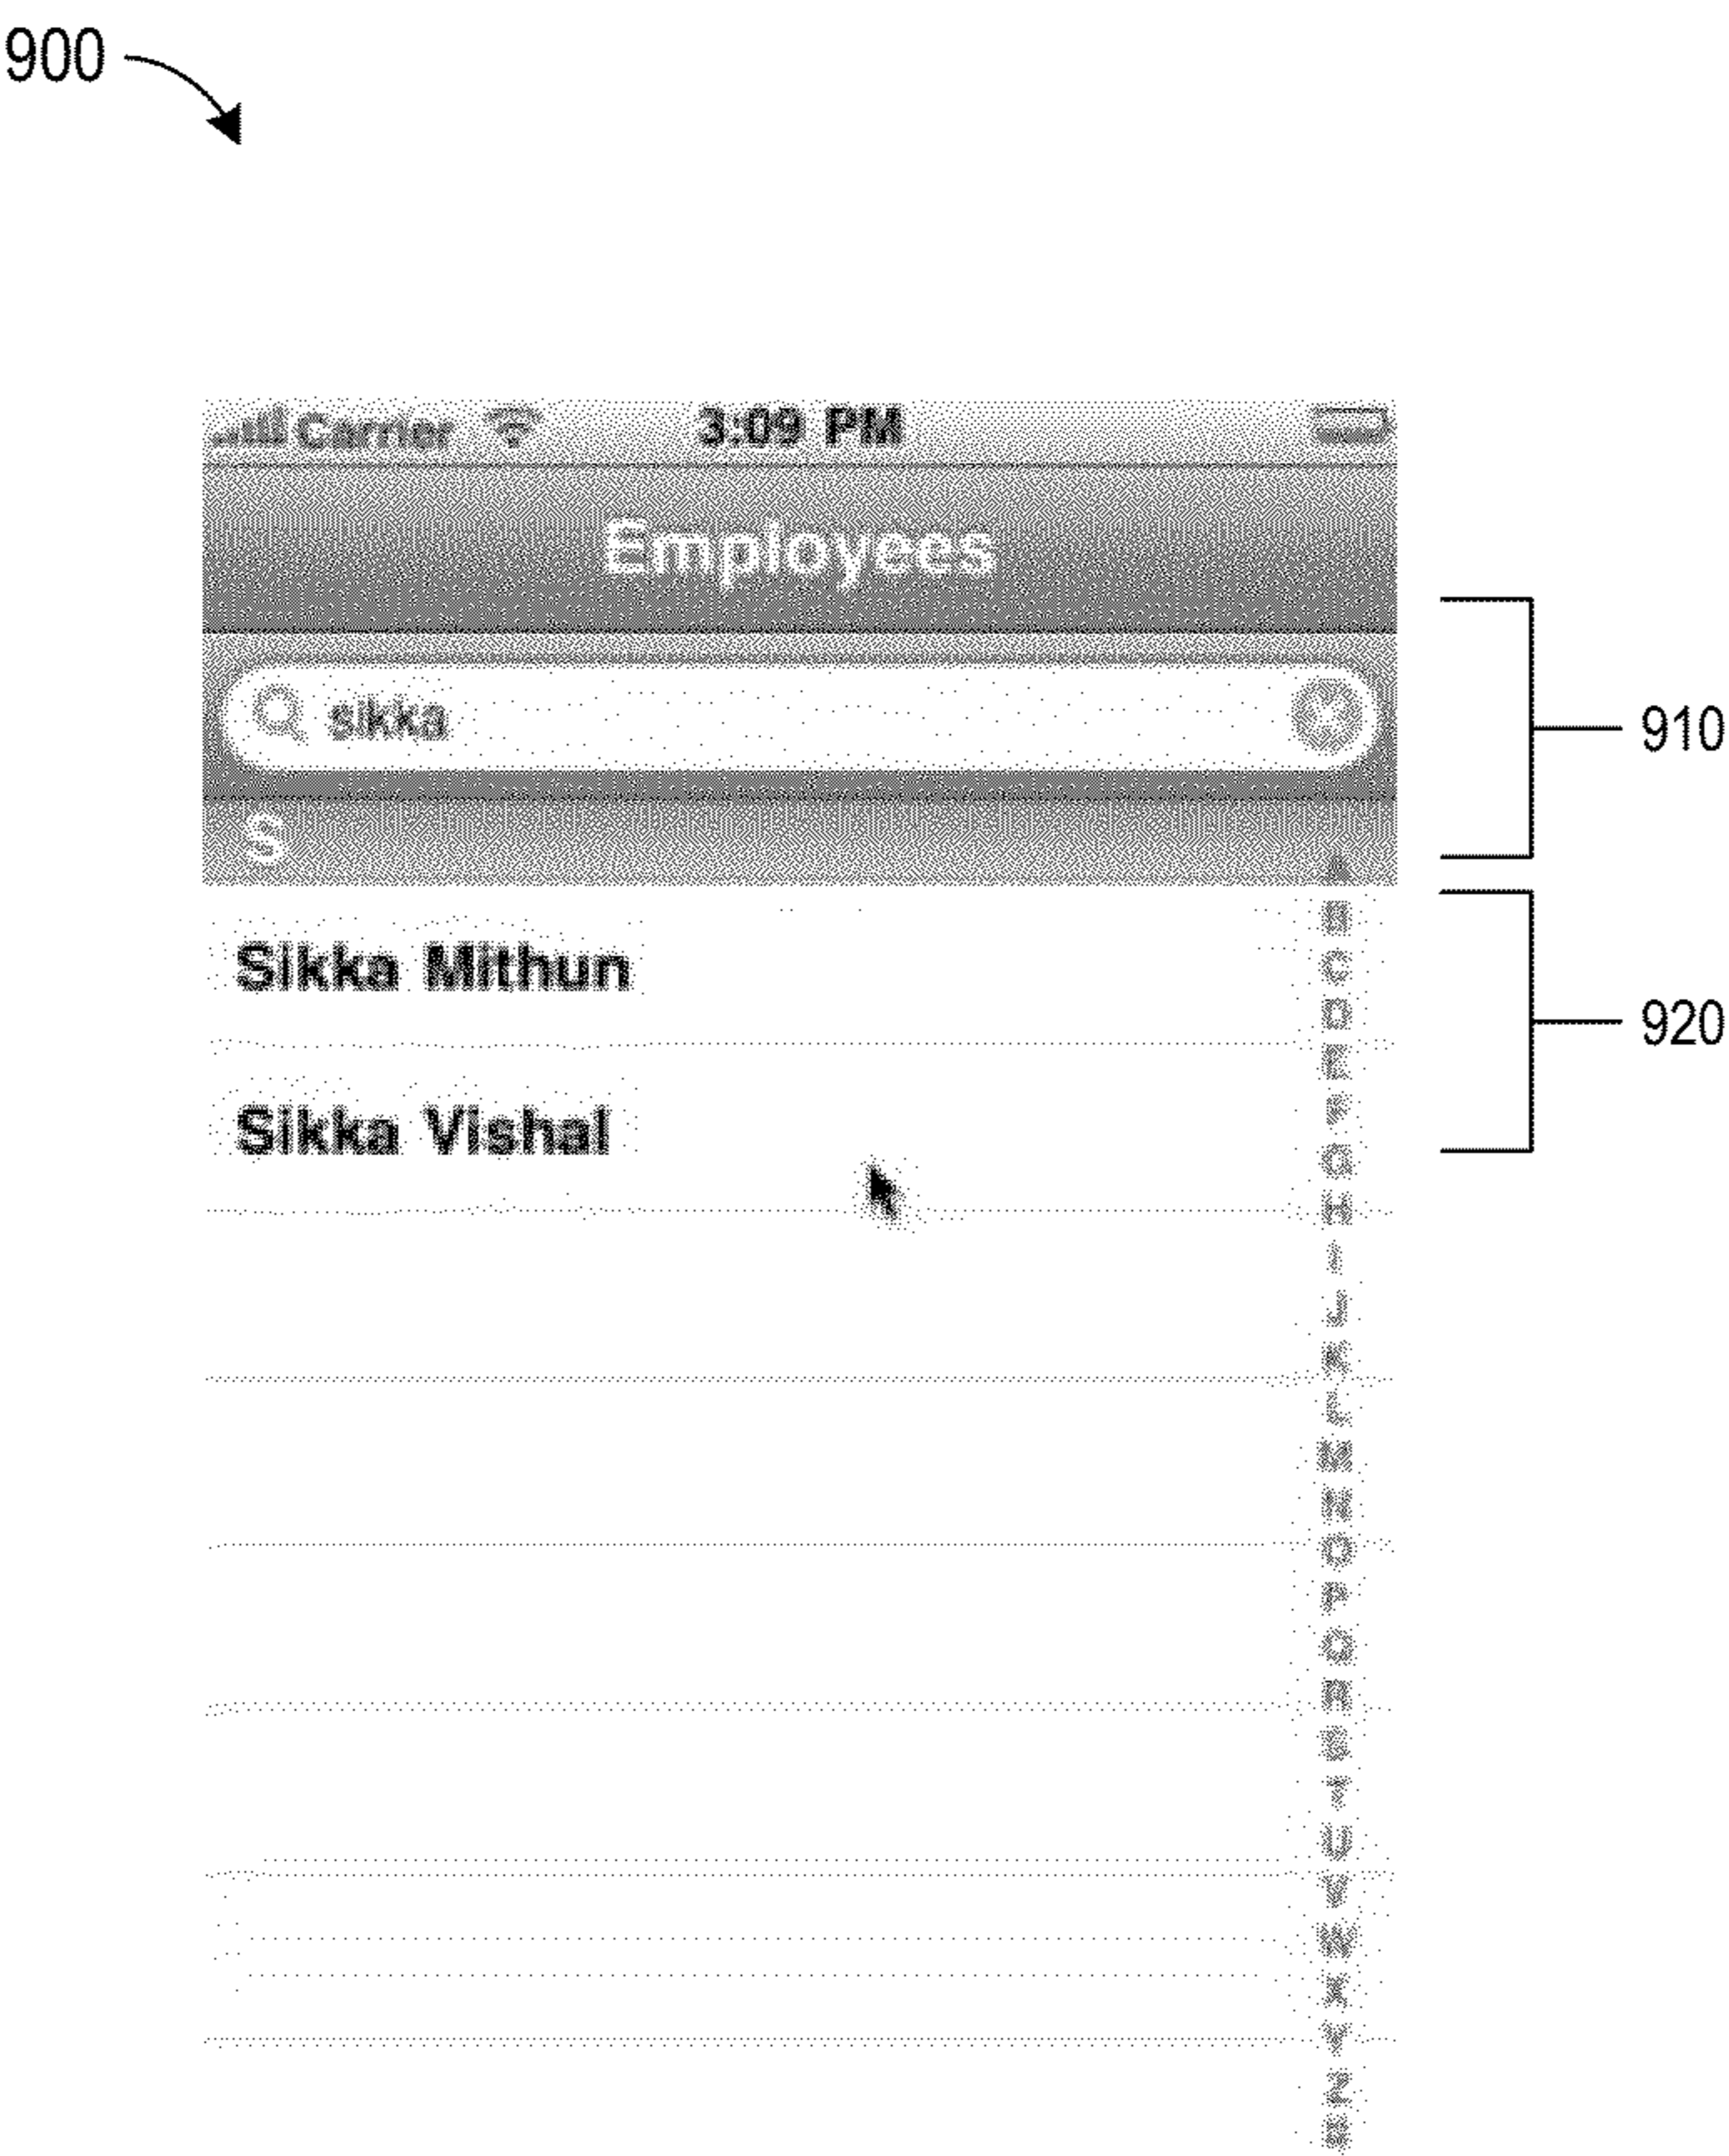 900
Carrier 3:09 PM
Employees
sikka
910
S
Sikka Mithun
920
Sikka Vishal
A
B
C
D
E
F
G
H
I
J
K
L
M
N
O
P
Q
R
S
T
U
V
W
X
Y
Z